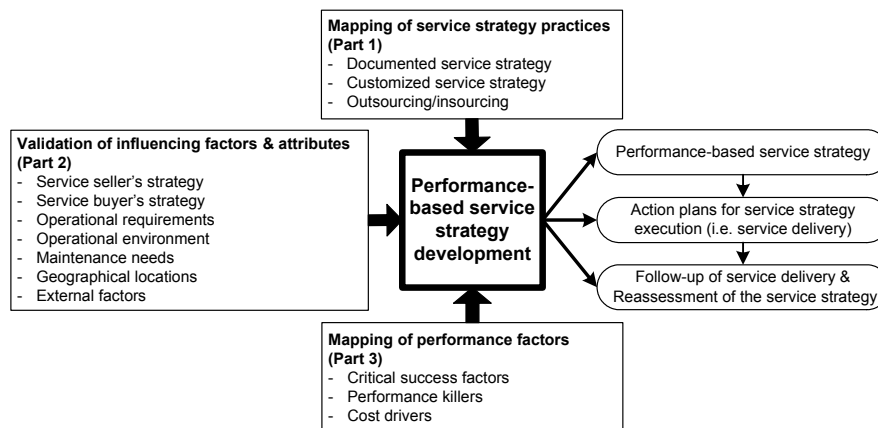 Mapping of service strategy practices
(Part 1)
- Documented service strategy
- Customized service strategy
- Outsourcing/insourcing
Validation of influencing factors & attributes
(Part 2)
- Service seller's strategy
- Service buyer's strategy
- Operational requirements
- Operational environment
- Maintenance needs
- Geographical locations
- External factors
Performance-
based service
strategy
development
Performance-based service strategy
Action plans for service strategy
execution (i.e. service delivery)
Follow-up of service delivery &
Reassessment of the service strategy
Mapping of performance factors
(Part 3)
- Critical success factors
- Performance killers
- Cost drivers